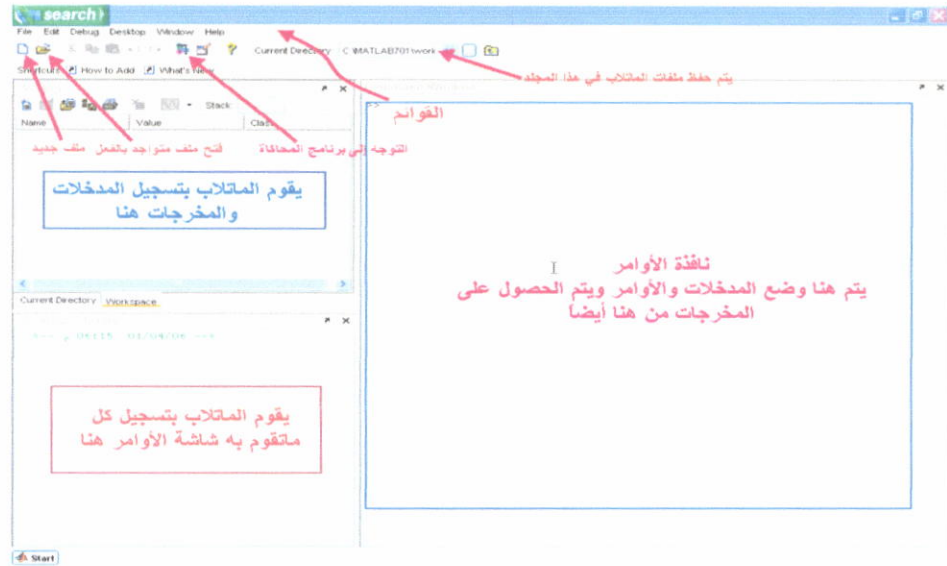 search
File Edit Debug Desktop Window Help
Current Directory: C:\MATLAB701\work
Shortcuts How to Add What's New
يتم حفظ ملفات الماتلاب في هذا المجلد
Stack:
Name Value Class
>>
القوائم
ملف جديد
فتح ملف متواجد بالفعل
التوجه إلى برنامج المحاكاة
يقوم الماتلاب بتسجيل المدخلات
والمخرجات هنا
نافذة الأوامر
يتم هنا وضع المدخلات والأوامر ويتم الحصول على
المخرجات من هنا أيضاً
Current Directory Workspace
يقوم الماتلاب بتسجيل كل
ماتقوم به شاشة الأوامر هنا
Start